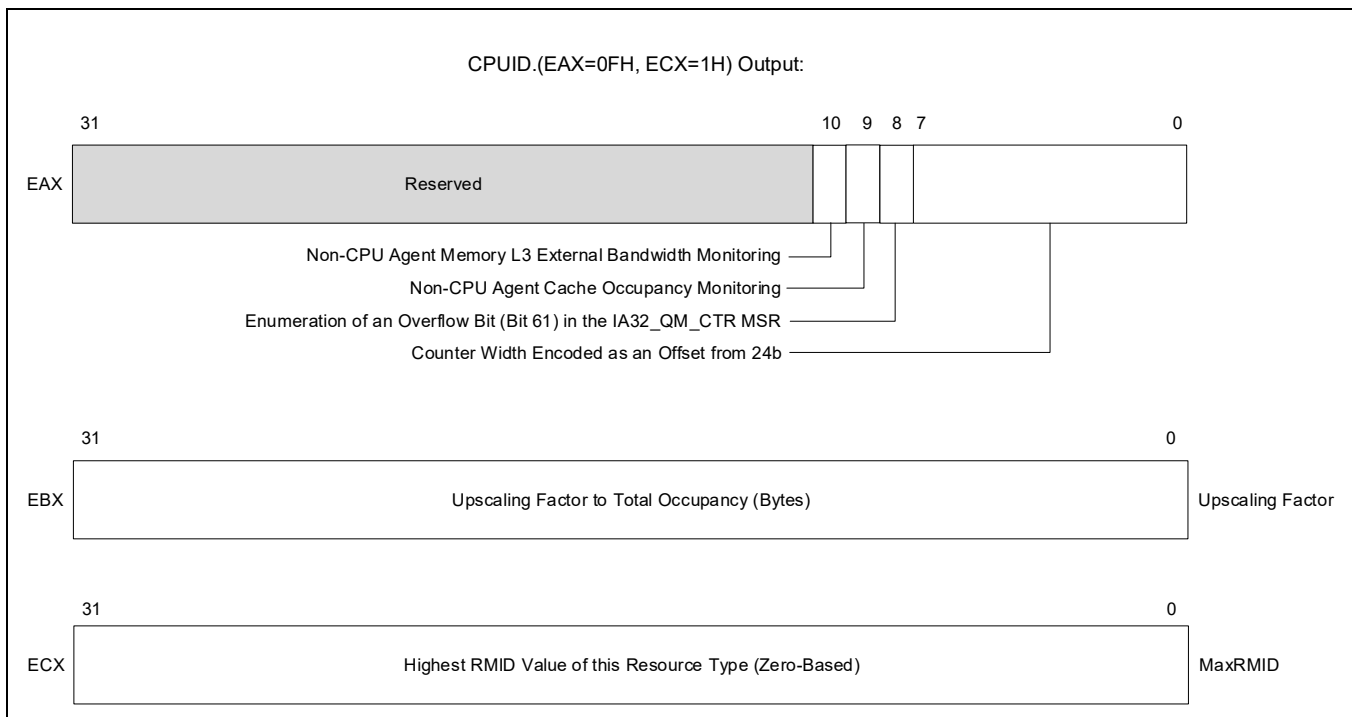 CPUID.(EAX=0FH, ECX=1H) Output:
31 10 9 8 7 0
EAX Reserved
Non-CPU Agent Memory L3 External Bandwidth Monitoring
Non-CPU Agent Cache Occupancy Monitoring
Enumeration of an Overflow Bit (Bit 61) in the IA32_QM_CTR MSR
Counter Width Encoded as an Offset from 24b
31 0
EBX Upscaling Factor to Total Occupancy (Bytes) Upscaling Factor
31 0
ECX Highest RMID Value of this Resource Type (Zero-Based) MaxRMID